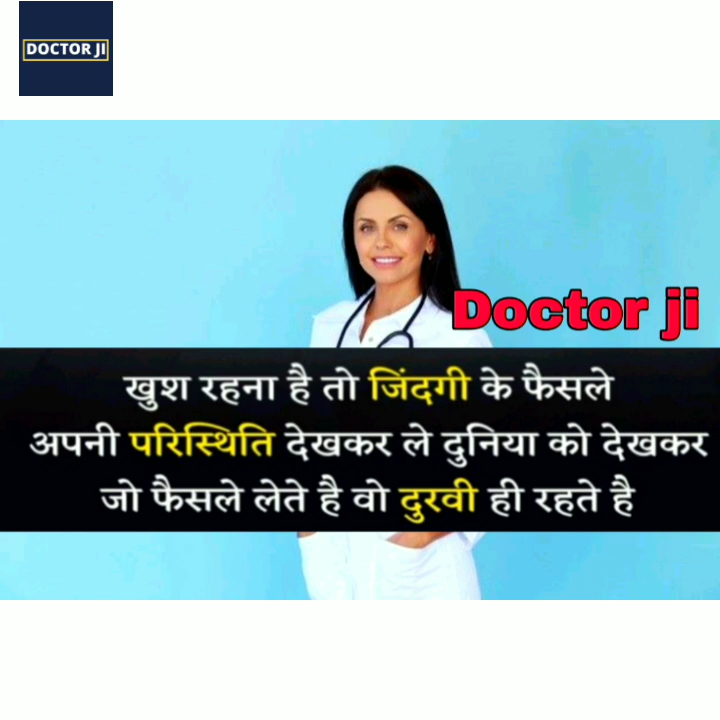 DOCTOR JI
Doctor ji
खुश रहना है तो जिंदगी के फैसले
अपनी परिस्थिति देखकर ले दुनिया को देखकर
जो फैसले लेते है वो दुरवी ही रहते है